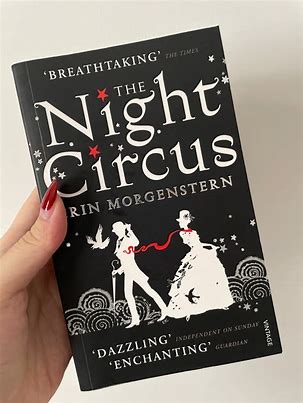 'BREATHTAKING' THE TIMES
THE
Night
Circus
RIN MORGENSTERN
'DAZZLING' INDEPENDENT ON SUNDAY
'ENCHANTING' GUARDIAN
VINTAGE